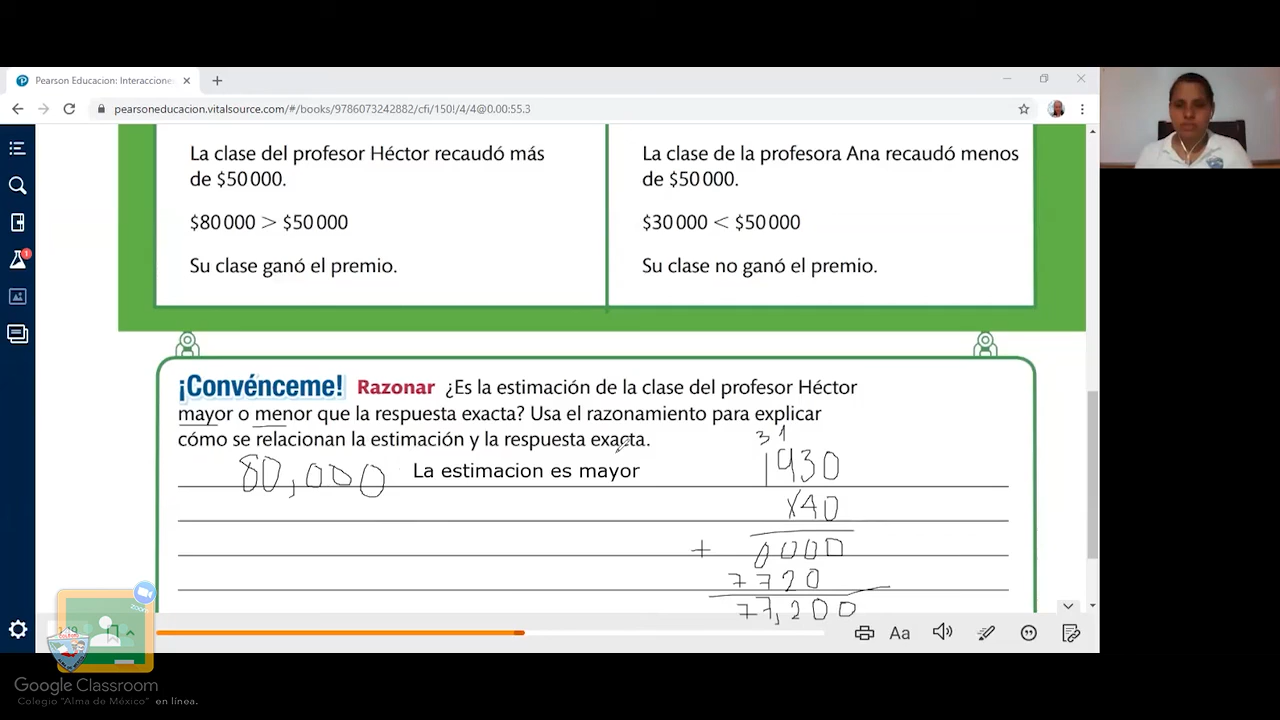 Pearson Educacion: Interaccione
pearsoneducacion.vitalsource.com/#/books/9786073242882/cfi/150!/4/4@0.00:55.3
La clase del profesor Héctor recaudó más
de $50 000.
$80 000 > $50 000
Su clase ganó el premio.
La clase de la profesora Ana recaudó menos
de $50 000.
$30 000 < $50 000
Su clase no ganó el premio.
¡Convénceme! Razonar ¿Es la estimación de la clase del profesor Héctor
mayor o menor que la respuesta exacta? Usa el razonamiento para explicar
cómo se relacionan la estimación y la respuesta exacta.
80,000 La estimacion es mayor
3 1
1930
x40
+ 0000
7720
77,200
1
zoom
Aa
Google Classroom
Colegio "Alma de México" en línea.